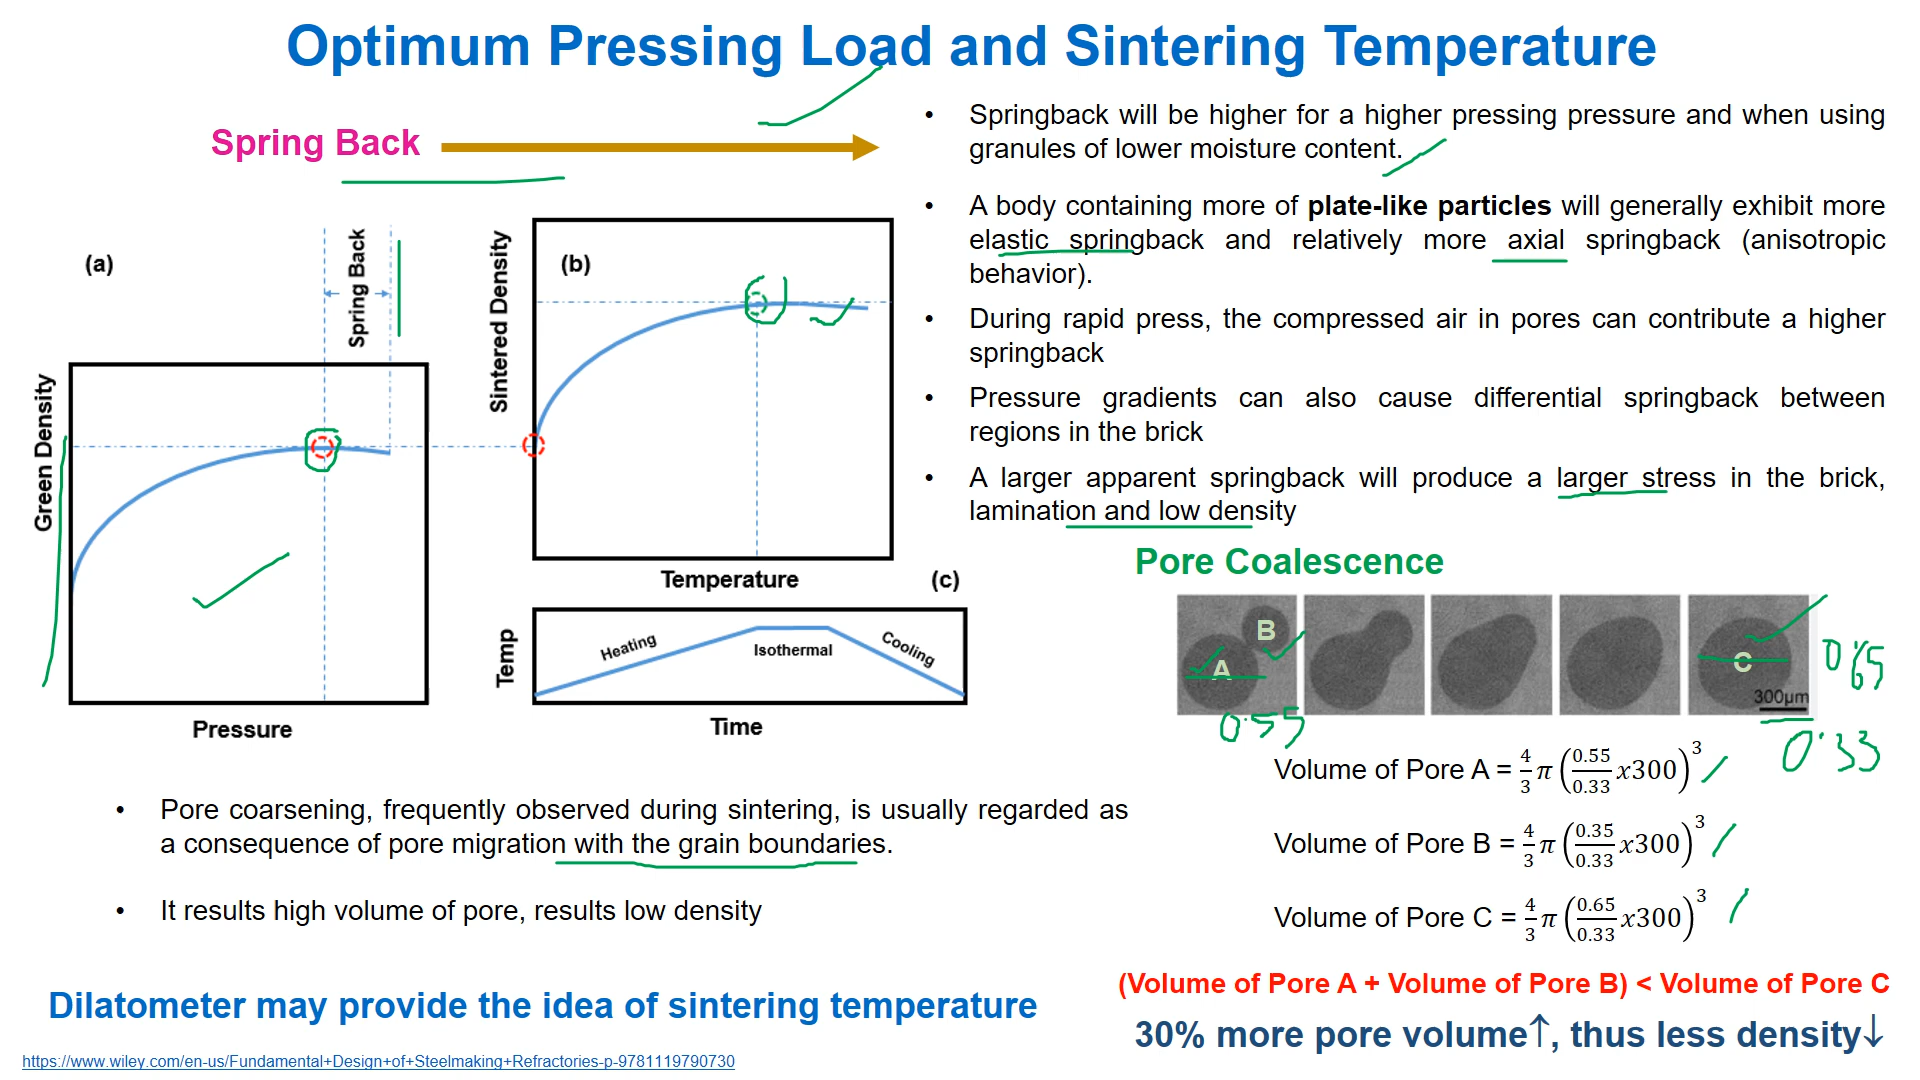 Optimum Pressing Load and Sintering Temperature
Spring Back
• Springback will be higher for a higher pressing pressure and when using
granules of lower moisture content.
• A body containing more of plate-like particles will generally exhibit more
elastic springback and relatively more axial springback (anisotropic
behavior).
• During rapid press, the compressed air in pores can contribute a higher
springback
• Pressure gradients can also cause differential springback between
regions in the brick
• A larger apparent springback will produce a larger stress in the brick,
lamination and low density
(a)
Spring Back
Green Density
Pressure
(b)
Sintered Density
Temperature
(c)
Temp
Heating
Isothermal
Cooling
Time
Pore Coalescence
A
B
C
300μm
0.55
0.65
0.33
Volume of Pore A = 4/3 π (0.55/0.33 x300)³
Volume of Pore B = 4/3 π (0.35/0.33 x300)³
Volume of Pore C = 4/3 π (0.65/0.33 x300)³
(Volume of Pore A + Volume of Pore B) < Volume of Pore C
30% more pore volume↑, thus less density↓
• Pore coarsening, frequently observed during sintering, is usually regarded as
a consequence of pore migration with the grain boundaries.
• It results high volume of pore, results low density
Dilatometer may provide the idea of sintering temperature
https://www.wiley.com/en-us/Fundamental+Design+of+Steelmaking+Refractories-p-9781119790730